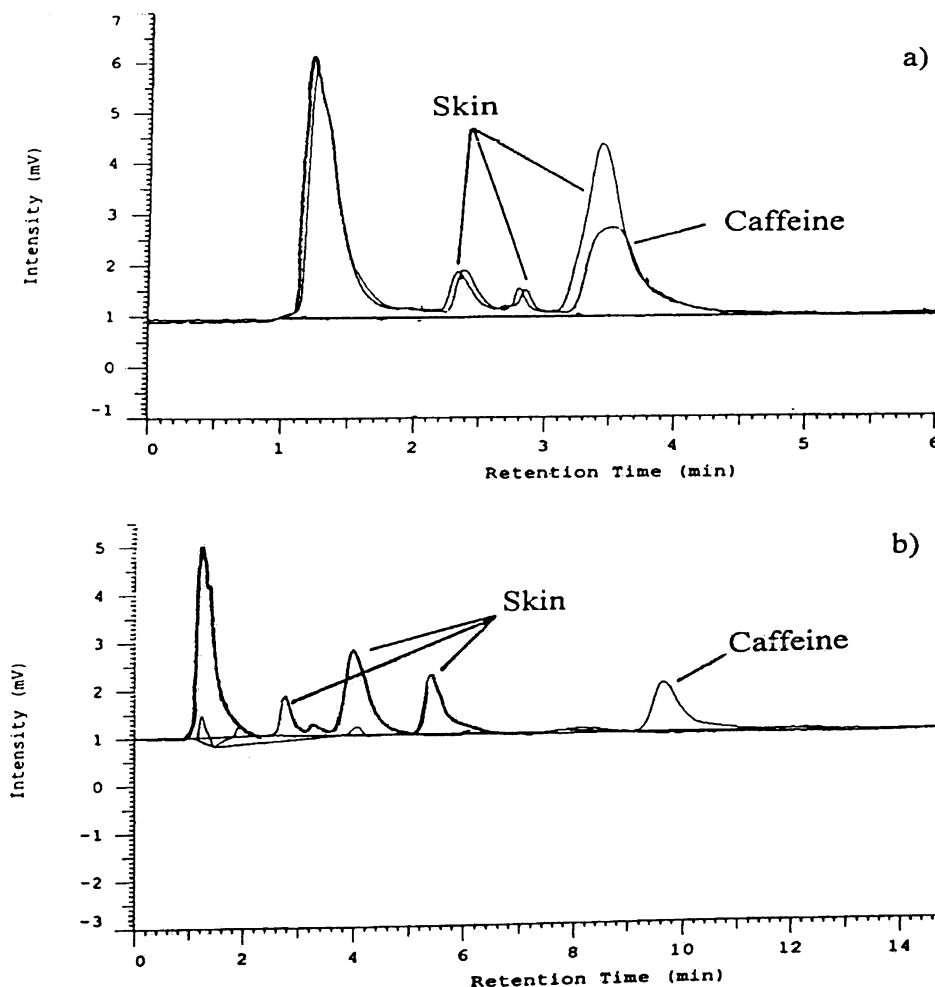 a)
7
6
5
4
3
2
1
0
-1
Intensity (mV)
Skin
Caffeine
0 1 2 3 4 5 6
Retention Time (min)
b)
5
4
3
2
1
0
-1
-2
-3
Intensity (mV)
Skin
Caffeine
0 2 4 6 8 10 12 14
Retention Time (min)